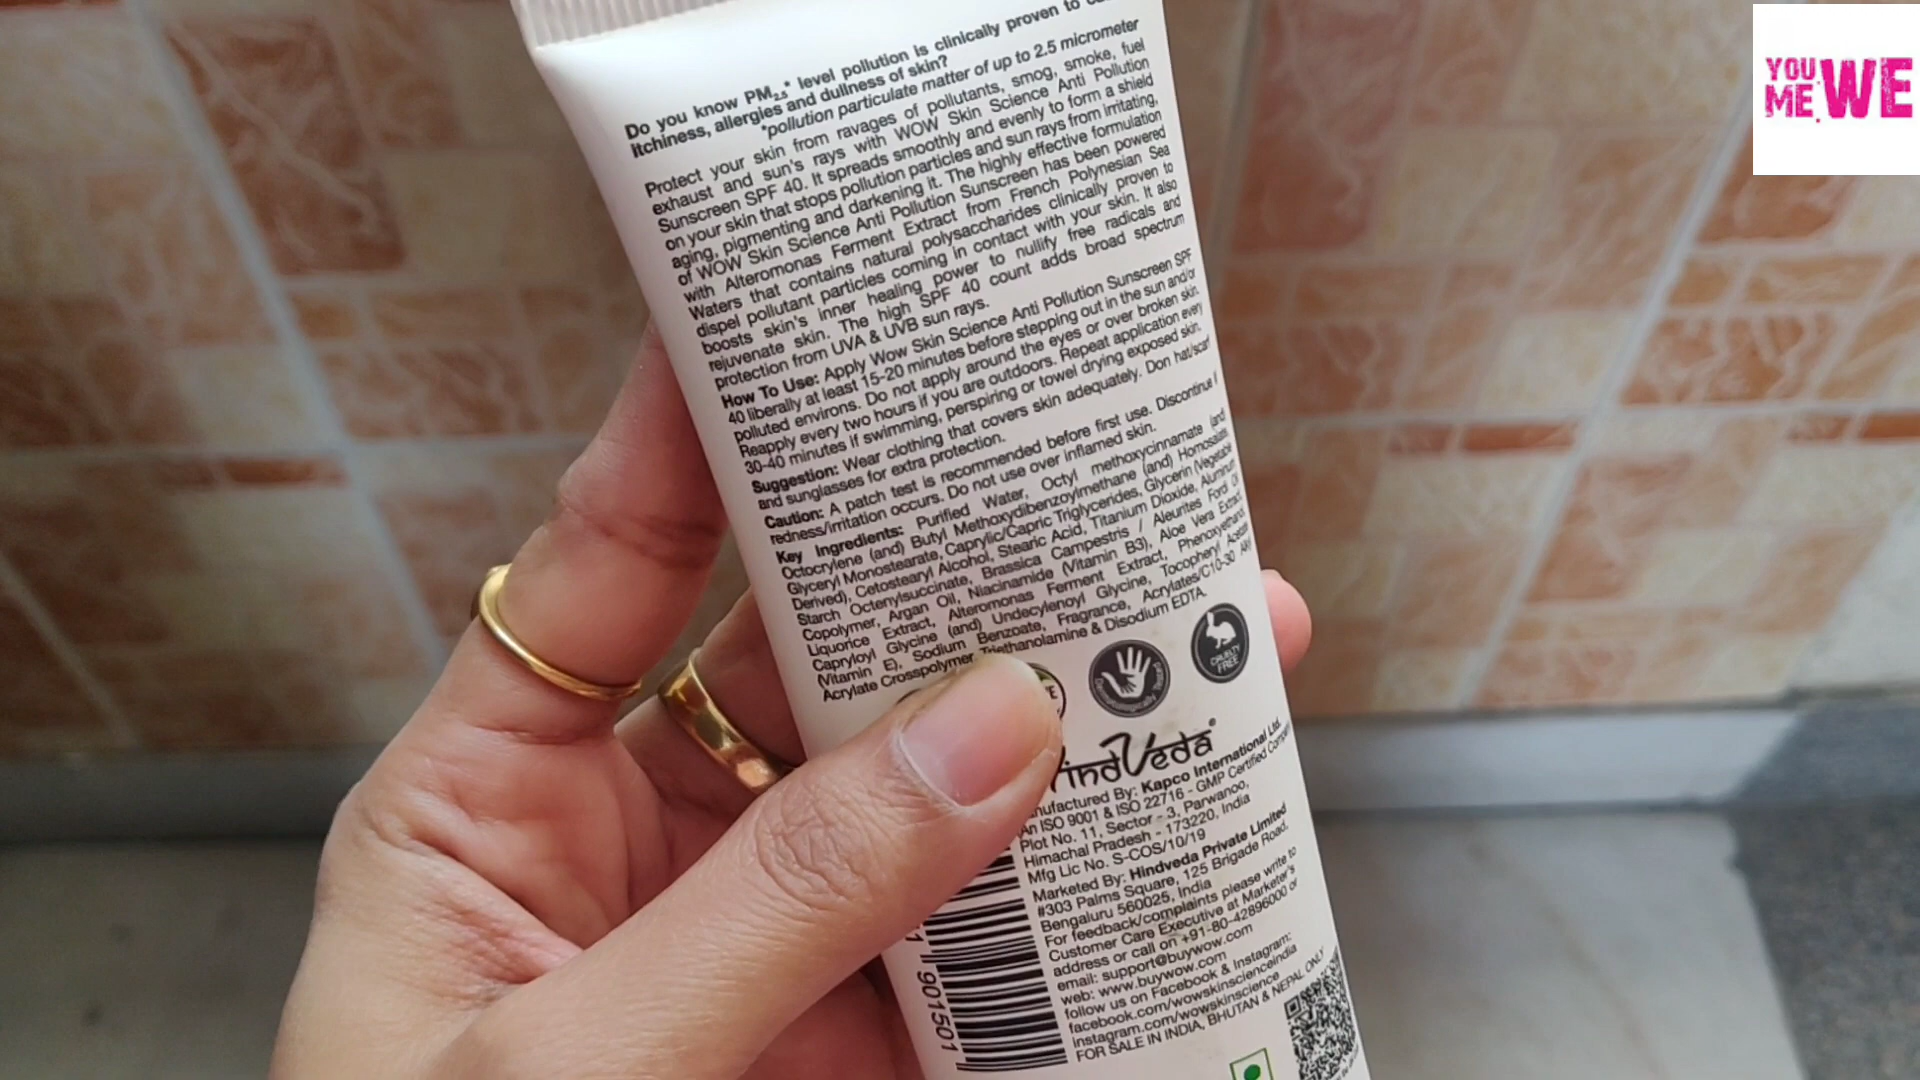 YOU
ME WE
Do you know PM2.5* level pollution is clinically proven to
Itchiness, allergies and dullness of skin?
*pollution particulate matter of up to 2.5 micrometer
Protect your skin from ravages of pollutants, smog, smoke, fuel
exhaust and sun's rays with WOW Skin Science Anti Pollution
Sunscreen SPF 40. It spreads smoothly and evenly to form a shield
on your skin that stops pollution particles and sun rays from irritating,
aging, pigmenting and darkening it. The highly effective formulation
of WOW Skin Science Anti Pollution Sunscreen has been powered
with Alteromonas Ferment Extract from French Polynesian Sea
Waters that contains natural polysaccharides clinically proven to
dispel pollutant particles coming in contact with your skin. It also
boosts skin's inner healing power to nullify free radicals and
rejuvenate skin. The high SPF 40 count adds broad spectrum
protection from UVA & UVB sun rays.
How To Use: Apply Wow Skin Science Anti Pollution Sunscreen SPF
40 liberally at least 15-20 minutes before stepping out in the sun and/or
polluted environs. Do not apply around the eyes or over broken skin.
Reapply every two hours if you are outdoors. Repeat application every
30-40 minutes if swimming, perspiring or towel drying exposed skin.
Suggestion: Wear clothing that covers skin adequately. Don hat/scarf
and sunglasses for extra protection.
Caution: A patch test is recommended before first use. Discontinue if
redness/irritation occurs. Do not use over inflamed skin.
Key Ingredients: Purified Water, Octyl methoxycinnamate (and)
Octocrylene (and) Butyl Methoxydibenzoylmethane (and) Homosalate,
Glyceryl Monostearate, Caprylic/Capric Triglycerides, Glycerin (Vegetable
Derived), Cetostearyl Alcohol, Stearic Acid, Titanium Dioxide, Aluminum
Starch Octenylsuccinate, Brassica Campestris / Aleurites Fordi Oil
Copolymer, Argan Oil, Niacinamide (Vitamin B3), Aloe Vera Extract,
Liquorice Extract, Alteromonas Ferment Extract, Phenoxyethanol,
Capryloyl Glycine (and) Undecylenoyl Glycine, Tocopheryl Acetate
(Vitamin E), Sodium Benzoate, Fragrance, Acrylates/C10-30 Alkyl
Acrylate Crosspolymer, Triethanolamine & Disodium EDTA.
CRUELTY
FREE
Manufactured By: Kapco International Ltd.
An ISO 9001 & ISO 22716 - GMP Certified Company
Plot No. 11, Sector - 3, Parwanoo,
Himachal Pradesh - 173220, India
Mfg Lic No. S-COS/10/19
Marketed By: Hindveda Private Limited
#303 Palms Square, 125 Brigade Road,
Bengaluru 560025, India
For feedback/complaints please write to
Customer Care Executive at Marketer's
address or call on +91-80-42896000 or
email: support@buywow.com
web: www.buywow.com
follow us on Facebook & Instagram:
facebook.com/wowskinscienceindia
instagram.com/wowskinscience
FOR SALE IN INDIA, BHUTAN & NEPAL ONLY
901501